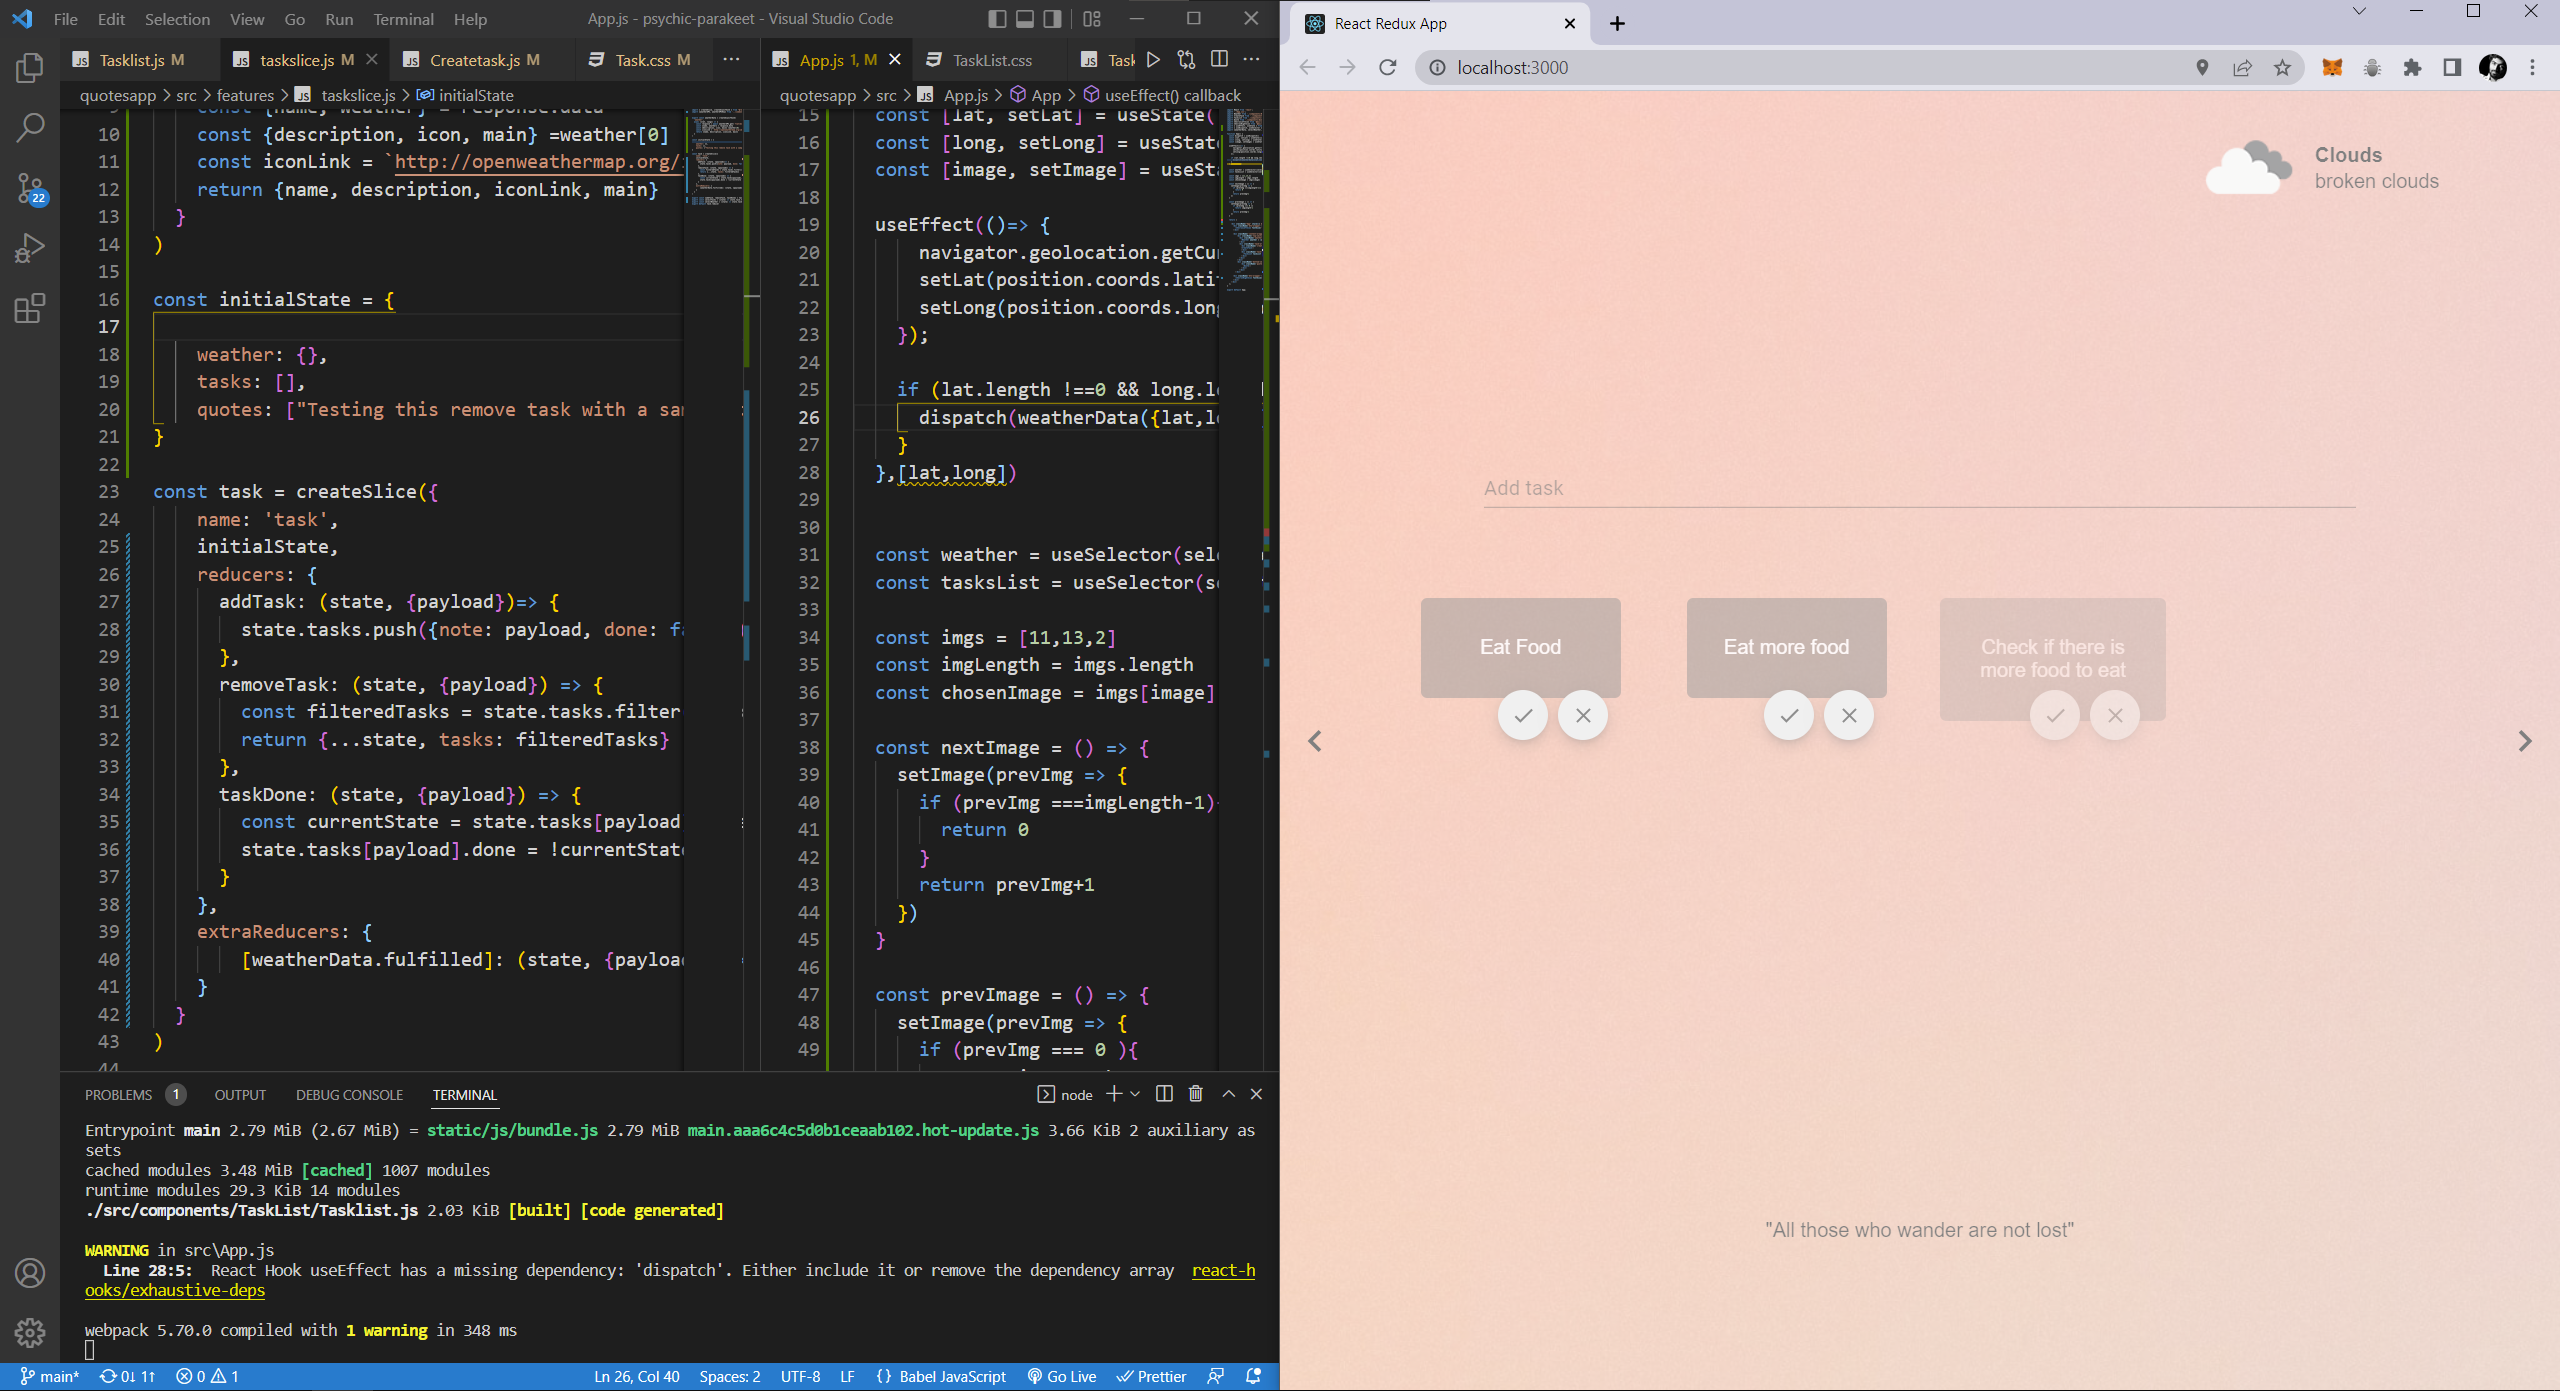 File Edit Selection View Go Run Terminal Help
App.js - psychic-parakeet - Visual Studio Code
Tasklist.js M
taskslice.js M
Createtask.js M
Task.css M
quotesapp > src > features > taskslice.js > initialState
10 const {description, icon, main} =weather[0]
11 const iconLink = `http://openweathermap.org/
12 return {name, description, iconLink, main}
13 }
14 )
15
16 const initialState = {
17
18 weather: {},
19 tasks: [],
20 quotes: ["Testing this remove task with a
21 }
22
23 const task = createSlice({
24 name: 'task',
25 initialState,
26 reducers: {
27 addTask: (state, {payload})=> {
28 state.tasks.push({note: payload, done:
29 },
30 removeTask: (state, {payload}) => {
31 const filteredTasks = state.tasks.filter
32 return {...state, tasks: filteredTasks}
33 },
34 taskDone: (state, {payload}) => {
35 const currentState = state.tasks[payload
36 state.tasks[payload].done = !currentState
37 }
38 },
39 extraReducers: {
40 [weatherData.fulfilled]: (state, {payload
41 }
42 }
43 )
44
App.js 1, M
TaskList.css
Task
quotesapp > src > App.js > App > useEffect() callback
15 const [lat, setLat] = useState(
16 const [long, setLong] = useState
17 const [image, setImage] = useSta
18
19 useEffect(()=> {
20 navigator.geolocation.getCu
21 setLat(position.coords.lati
22 setLong(position.coords.lon
23 });
24
25 if (lat.length !==0 && long.le
26 dispatch(weatherData({lat,lo
27 }
28 },[lat,long])
29
30
31 const weather = useSelector(sele
32 const tasksList = useSelector(se
33
34 const imgs = [11,13,2]
35 const imgLength = imgs.length
36 const chosenImage = imgs[image]
37
38 const nextImage = () => {
39 setImage(prevImg => {
40 if (prevImg ===imgLength-1)
41 return 0
42 }
43 return prevImg+1
44 })
45 }
46
47 const prevImage = () => {
48 setImage(prevImg => {
49 if (prevImg === 0 ){
22
PROBLEMS 1 OUTPUT DEBUG CONSOLE TERMINAL
node
Entrypoint main 2.79 MiB (2.67 MiB) = static/js/bundle.js 2.79 MiB main.aaa6c4c5d0b1ceaab102.hot-update.js 3.66 KiB 2 auxiliary as
sets
cached modules 3.48 MiB [cached] 1007 modules
runtime modules 29.3 KiB 14 modules
./src/components/TaskList/Tasklist.js 2.03 KiB [built] [code generated]
WARNING in src\App.js
Line 28:5: React Hook useEffect has a missing dependency: 'dispatch'. Either include it or remove the dependency array react-h
ooks/exhaustive-deps
webpack 5.70.0 compiled with 1 warning in 348 ms
main* 0↓ 1↑ 0 1
Ln 26, Col 40 Spaces: 2 UTF-8 LF {} Babel JavaScript Go Live Prettier
React Redux App
localhost:3000
Clouds
broken clouds
Add task
Eat Food
Eat more food
Check if there is
more food to eat
"All those who wander are not lost"